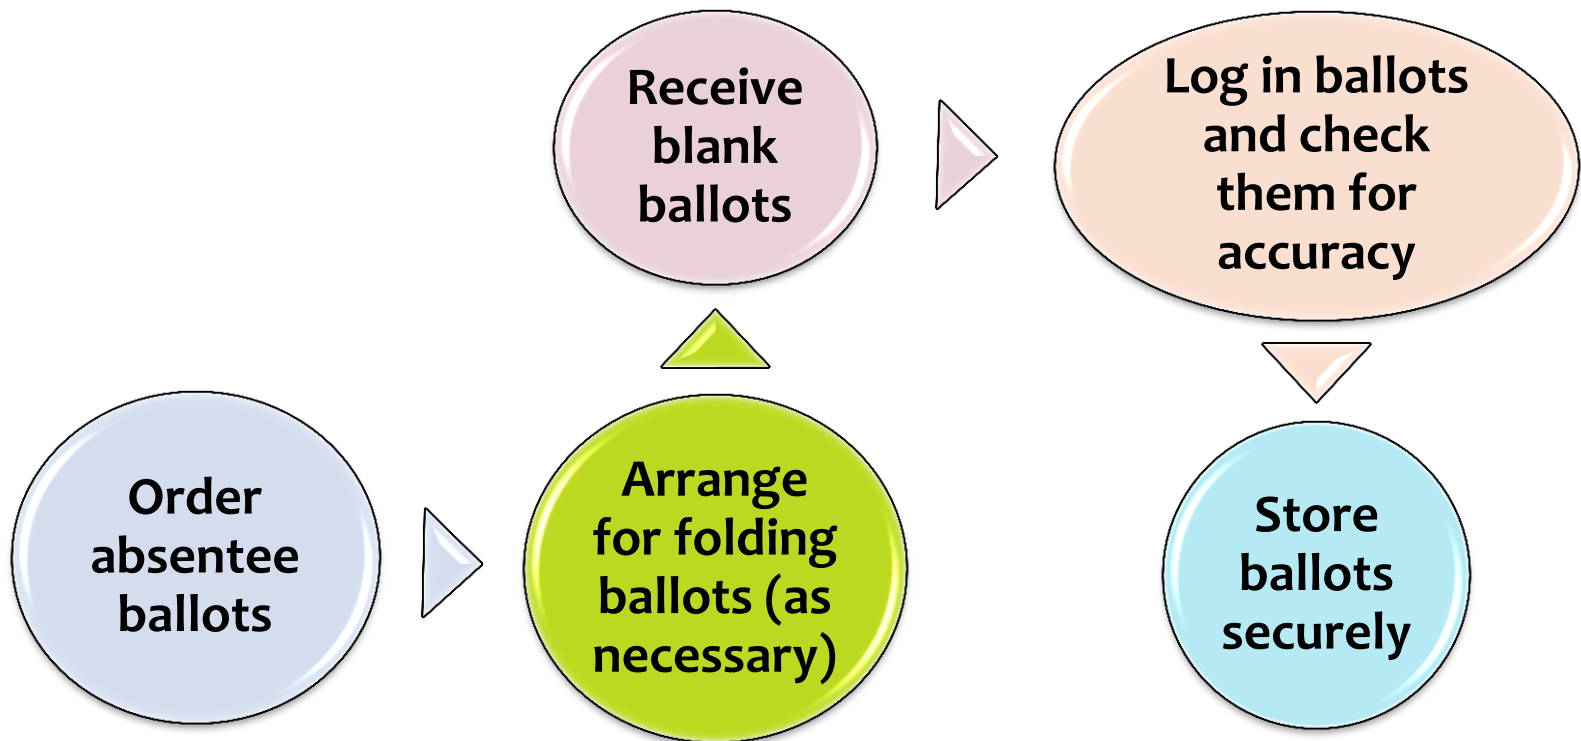 Order
absentee
ballots
Arrange
for folding
ballots (as
necessary)
Receive
blank
ballots
Log in ballots
and check
them for
accuracy
Store
ballots
securely